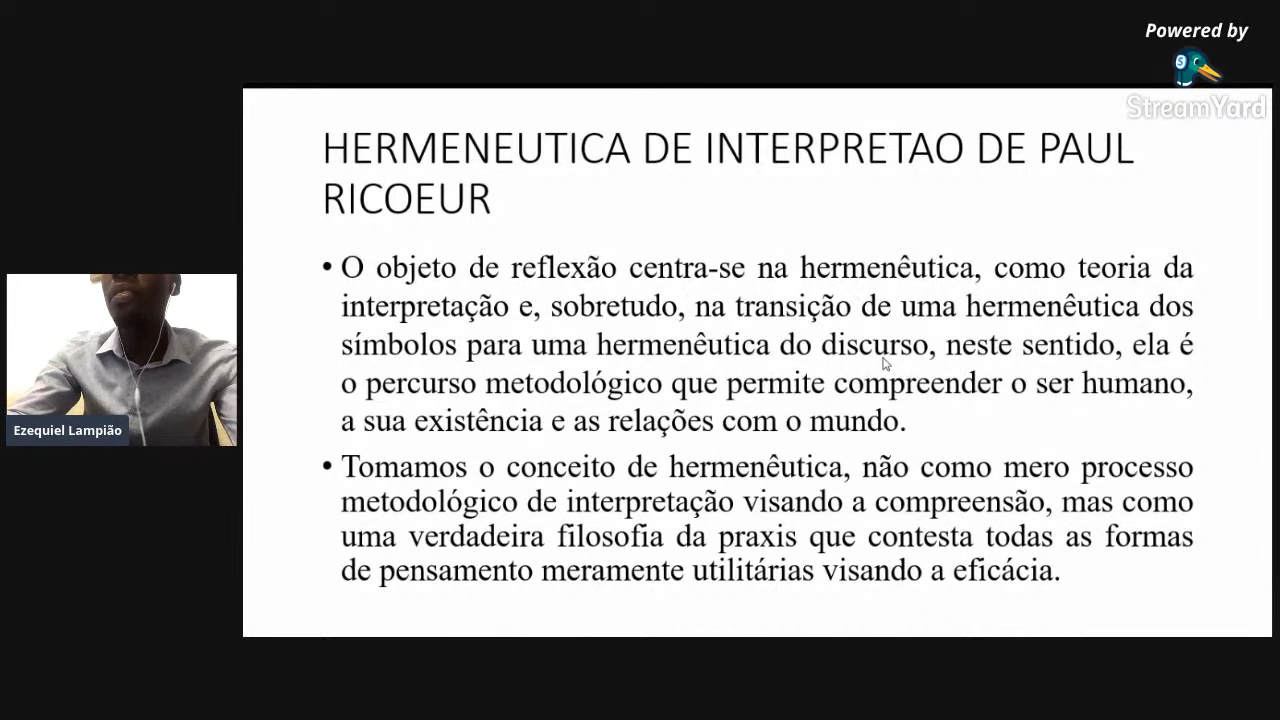 Powered by
StreamYard
HERMENEUTICA DE INTERPRETAO DE PAUL
RICOEUR
• O objeto de reflexão centra-se na hermenêutica, como teoria da
interpretação e, sobretudo, na transição de uma hermenêutica dos
símbolos para uma hermenêutica do discurso, neste sentido, ela é
o percurso metodológico que permite compreender o ser humano,
a sua existência e as relações com o mundo.
• Tomamos o conceito de hermenêutica, não como mero processo
metodológico de interpretação visando a compreensão, mas como
uma verdadeira filosofia da praxis que contesta todas as formas
de pensamento meramente utilitárias visando a eficácia.
Ezequiel Lampião